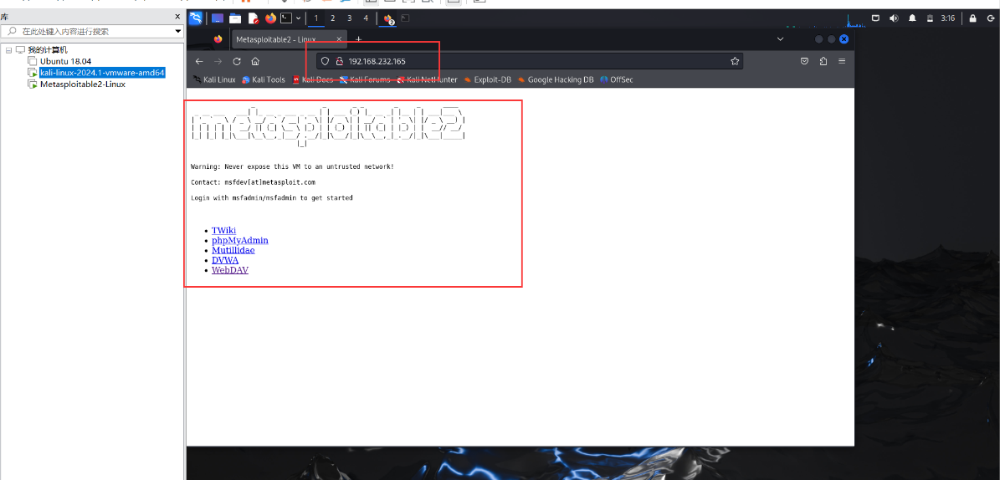 库
在此处键入内容进行搜索
我的计算机
Ubuntu 18.04
kali-linux-2024.1-vmware-amd64
Metasploitable2-Linux
1 2 3 4
3:16
Metasploitable2 - Linux
192.168.232.165
Kali Linux Kali Tools Kali Docs Kali Forums Kali NetHunter Exploit-DB Google Hacking DB OffSec
metasploitable2
Warning: Never expose this VM to an untrusted network!
Contact: msfdev[at]metasploit.com
Login with msfadmin/msfadmin to get started
TWiki
phpMyAdmin
Mutillidae
DVWA
WebDAV